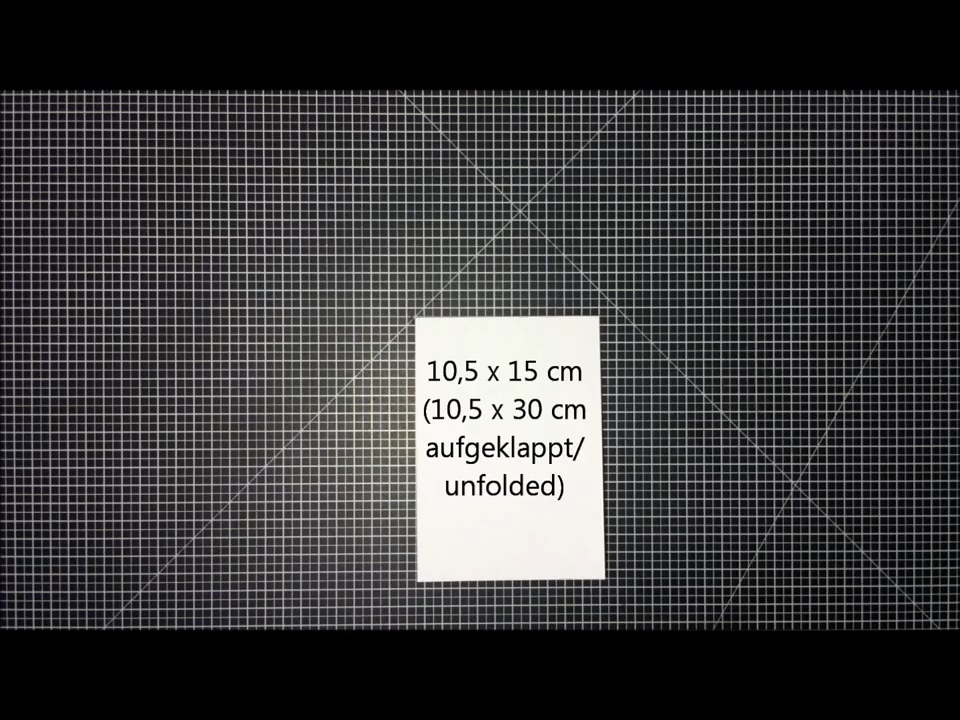 10,5 x 15 cm
(10,5 x 30 cm
aufgeklappt/
unfolded)